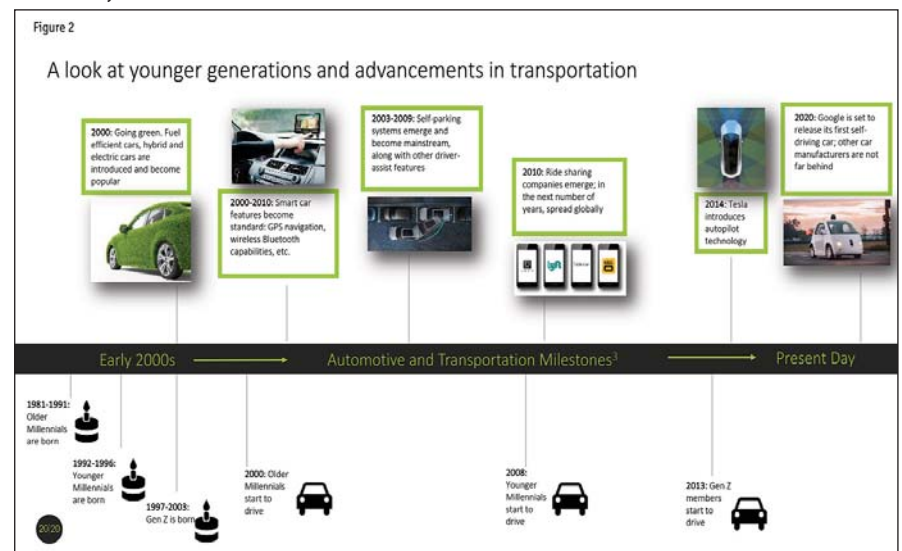 Figure 2
A look at younger generations and advancements in transportation
2000: Going green. Fuel
efficient cars, hybrid and
electric cars are
introduced and become
popular
2000-2010: Smart car
features become
standard: GPS navigation,
wireless Bluetooth
capabilities, etc.
2003-2009: Self-parking
systems emerge and
become mainstream,
along with other driver-
assist features
2010: Ride sharing
companies emerge; in
the next number of
years, spread globally
lyft
2014: Tesla
introduces
autopilot
technology
2020: Google is set to
release its first self-
driving car; other car
manufacturers are not
far behind
Early 2000s
Automotive and Transportation Milestones³
Present Day
1981-1991:
Older
Millennials
are born
1992-1996:
Younger
Millennials
are born
1997-2003:
Gen Z is born
2000: Older
Millennials
start to
drive
2008:
Younger
Millennials
start to
drive
2013: Gen Z
members
start to
drive
20|20